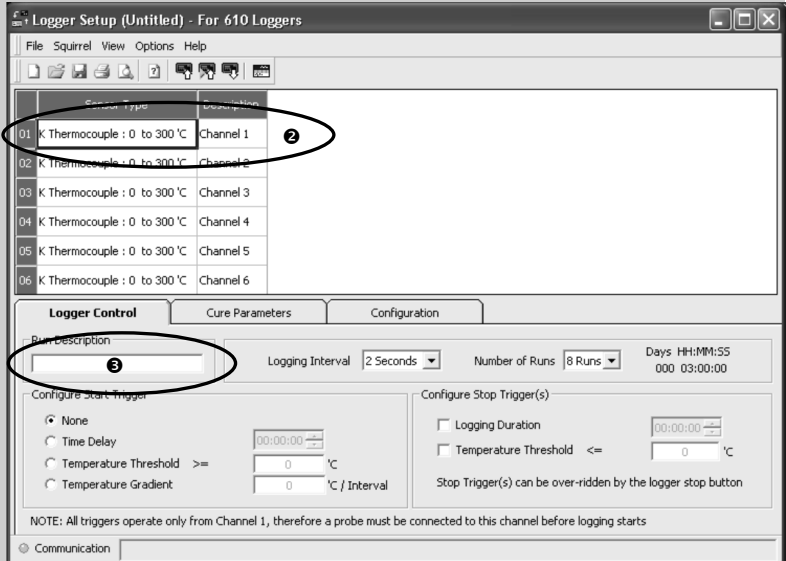 Logger Setup (Untitled) - For 610 Loggers
File Squirrel View Options Help
Sensor Type Description
01 K Thermocouple : 0 to 300 'C Channel 1 ❷
02 K Thermocouple : 0 to 300 'C Channel 2
03 K Thermocouple : 0 to 300 'C Channel 3
04 K Thermocouple : 0 to 300 'C Channel 4
05 K Thermocouple : 0 to 300 'C Channel 5
06 K Thermocouple : 0 to 300 'C Channel 6
Logger Control Cure Parameters Configuration
Run Description
❸ Logging Interval 2 Seconds Number of Runs 8 Runs Days HH:MM:SS
000 03:00:00
Configure Start Trigger Configure Stop Trigger(s)
None
Logging Duration 00:00:00
Time Delay 00:00:00
Temperature Threshold <= 0 'C
Temperature Threshold >= 0 'C
Temperature Gradient 0 'C / Interval
Stop Trigger(s) can be over-ridden by the logger stop button
NOTE: All triggers operate only from Channel 1, therefore a probe must be connected to this channel before logging starts
Communication